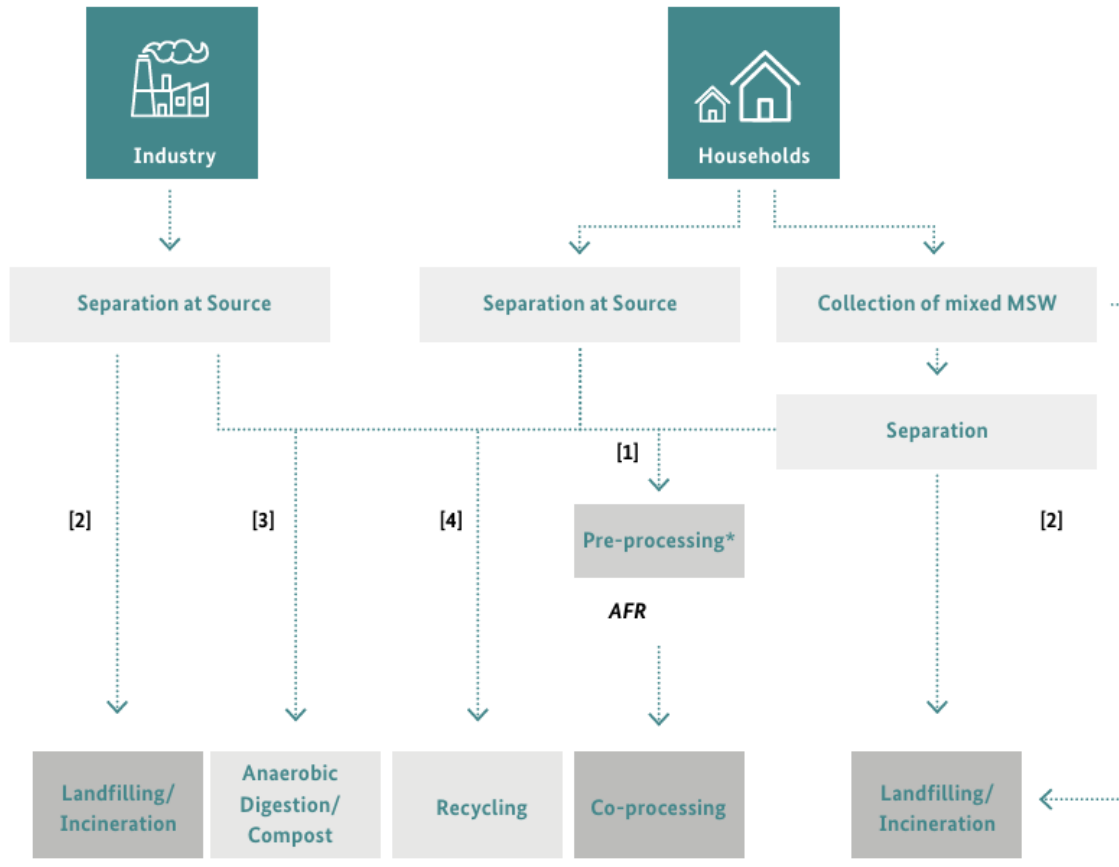 Industry
Households
Separation at Source
Separation at Source
Collection of mixed MSW
Separation
[1]
[2]
[3]
[4]
[2]
Pre-processing*
AFR
Landfilling/
Incineration
Anaerobic
Digestion/
Compost
Recycling
Co-processing
Landfilling/
Incineration